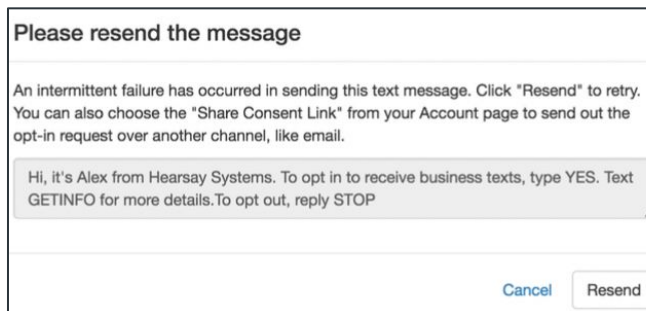 Please resend the message
An intermittent failure has occurred in sending this text message. Click "Resend" to retry.
You can also choose the "Share Consent Link" from your Account page to send out the
opt-in request over another channel, like email.
Hi, it's Alex from Hearsay Systems. To opt in to receive business texts, type YES. Text
GETINFO for more details.To opt out, reply STOP
Cancel Resend